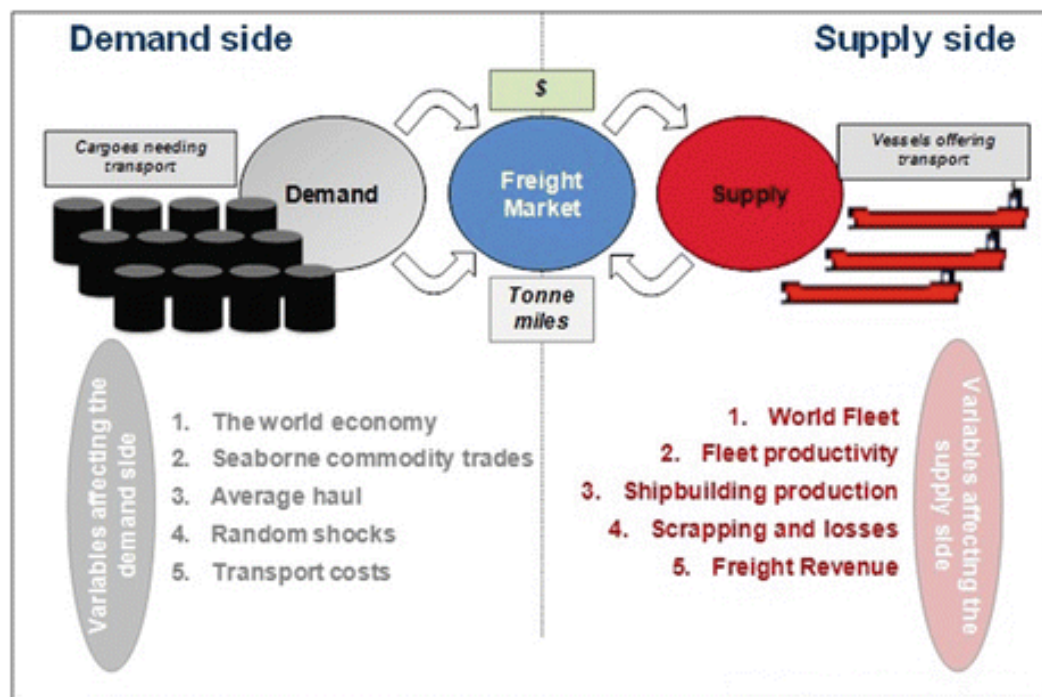 Demand side
Supply side
$
Cargoes needing
transport
Demand
Freight
Market
Supply
Vessels offering
transport
Tonne
miles
Variables affecting the
demand side
1. The world economy
2. Seaborne commodity trades
3. Average haul
4. Random shocks
5. Transport costs
1. World Fleet
2. Fleet productivity
3. Shipbuilding production
4. Scrapping and losses
5. Freight Revenue
Variables affecting the
supply side